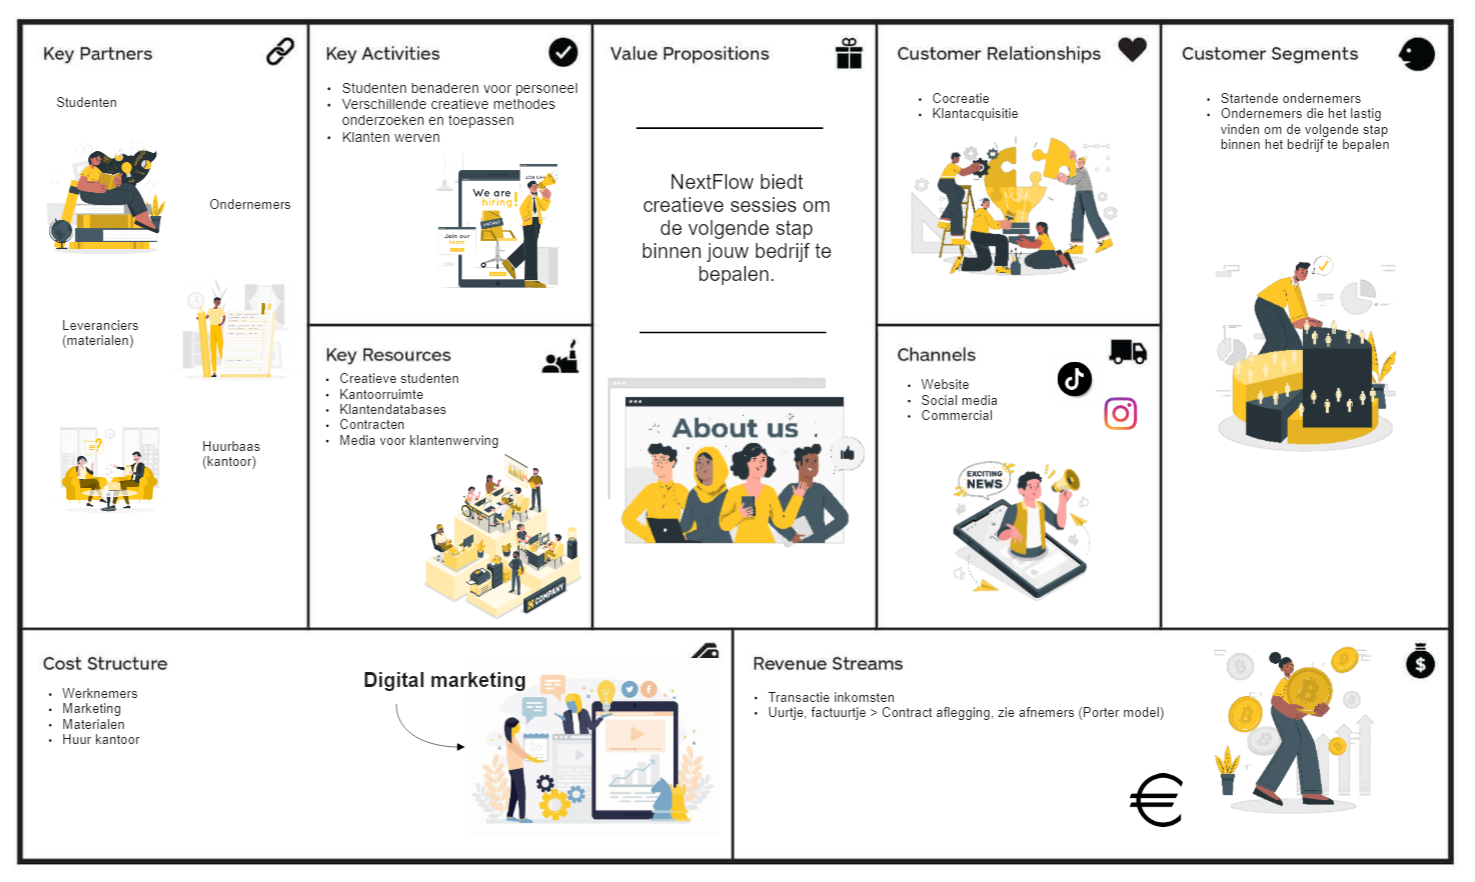 Key Partners
Studenten
Ondernemers
Leveranciers
(materialen)
Huurbaas
(kantoor)
Key Activities
• Studenten benaderen voor personeel
• Verschillende creatieve methodes
onderzoeken en toepassen
• Klanten werven
We are
hiring!
VACANT
Join our
team
Key Resources
• Creatieve studenten
• Kantoorruimte
• Klantendatabases
• Contracten
• Media voor klantenwerving
COMPANY
Value Propositions
NextFlow biedt
creatieve sessies om
de volgende stap
binnen jouw bedrijf te
bepalen.
About us
Customer Relationships
• Cocreatie
• Klantacquisitie
Channels
• Website
• Social media
• Commercial
EXCITING
NEWS
Customer Segments
• Startende ondernemers
• Ondernemers die het lastig
vinden om de volgende stap
binnen het bedrijf te bepalen
Cost Structure
• Werknemers
• Marketing
• Materialen
• Huur kantoor
Digital marketing
26
Revenue Streams
• Transactie inkomsten
• Uurtje, factuurtje > Contract aflegging, zie afnemers (Porter model)
$
€